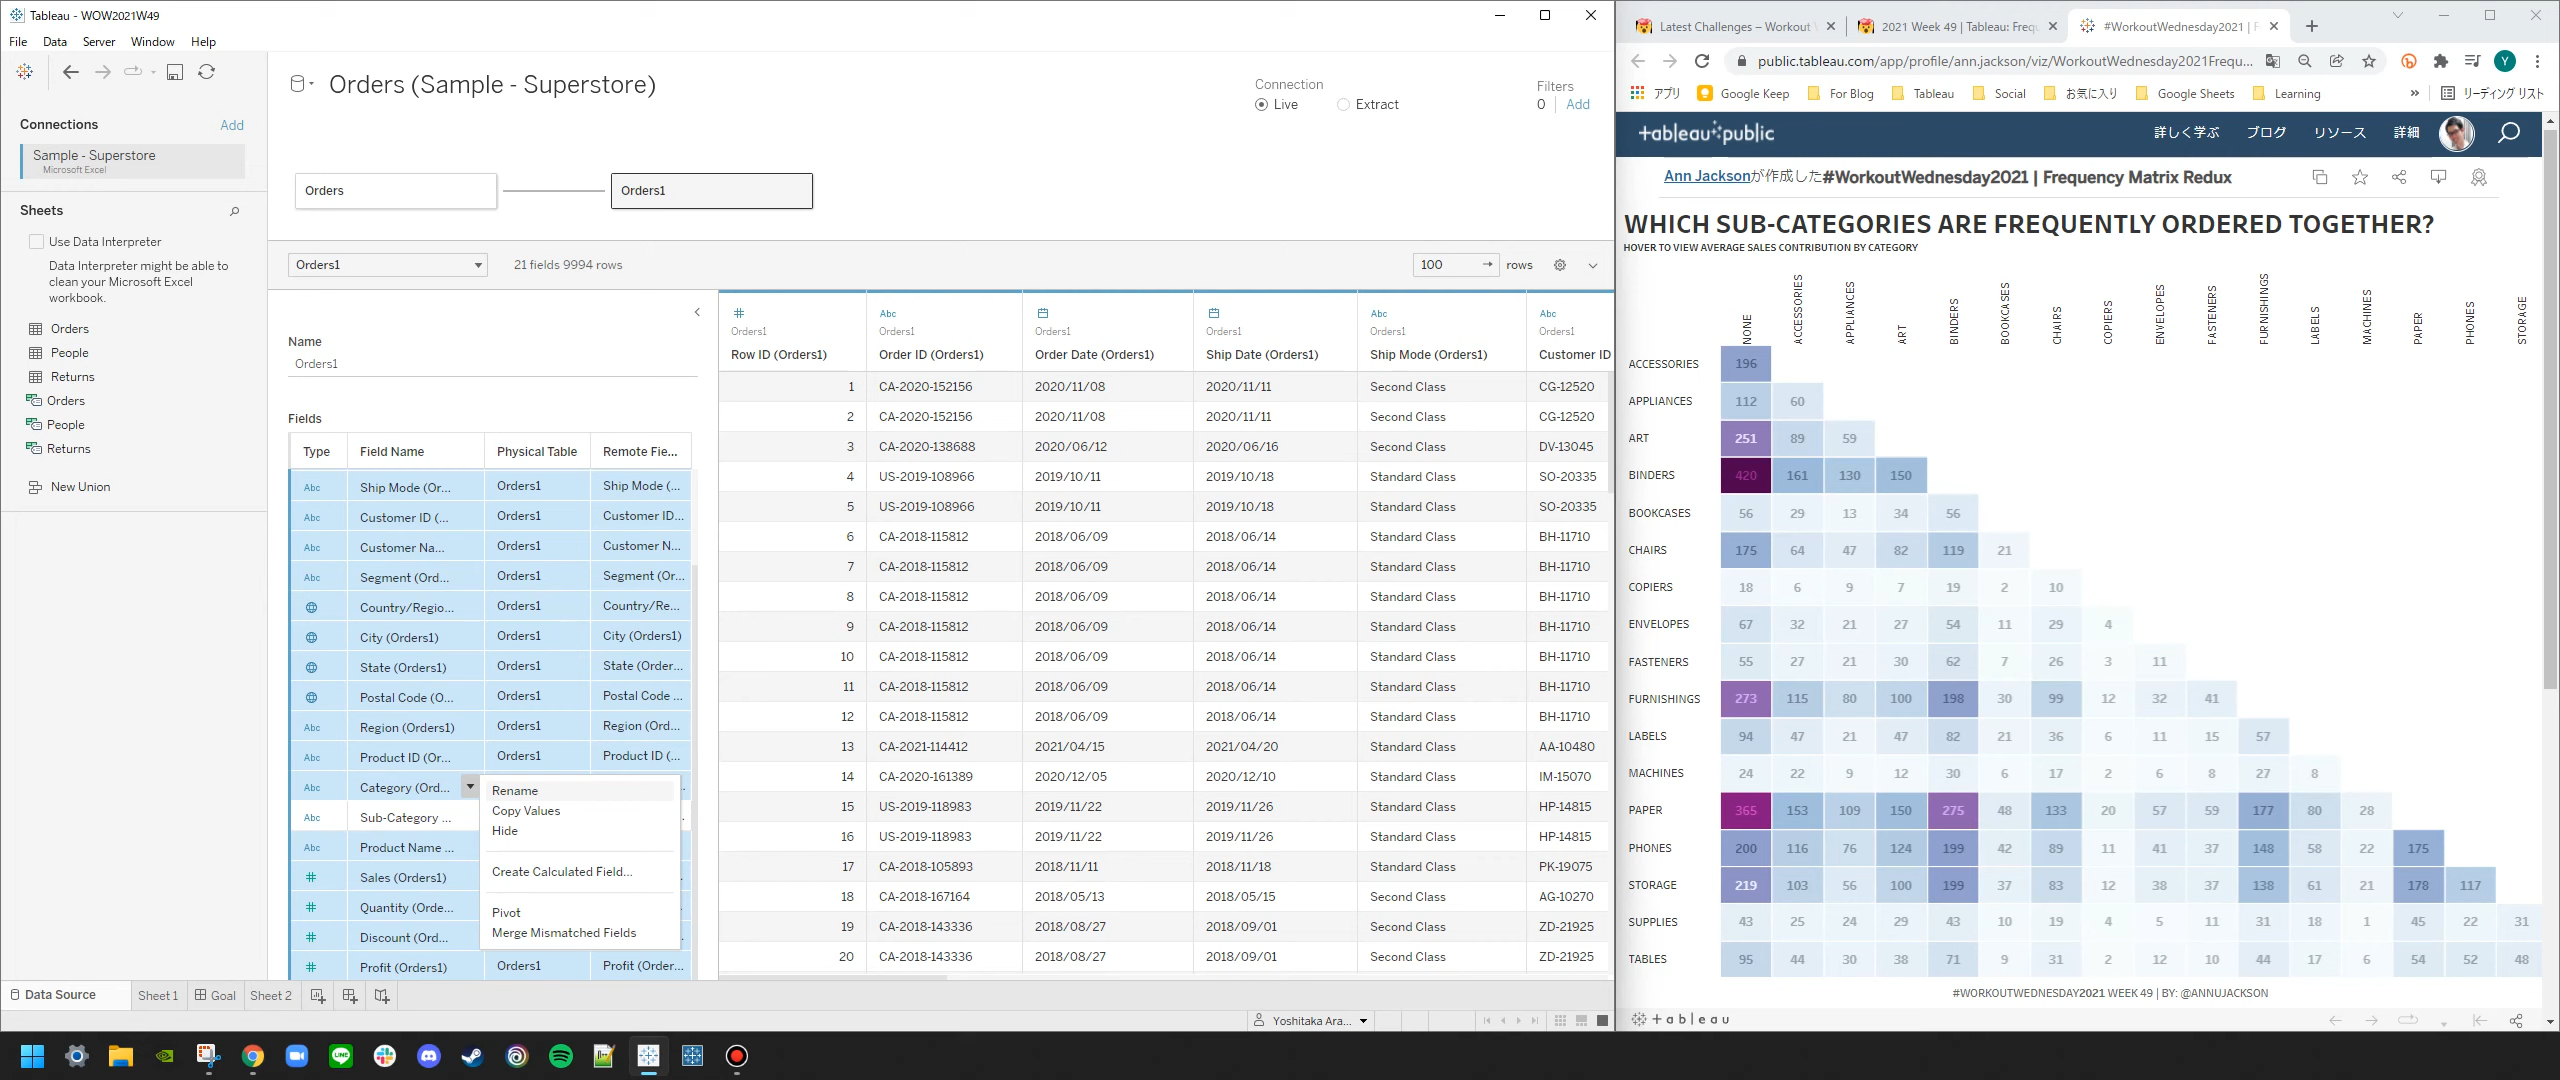 Tableau - WOW2021W49
File Data Server Window Help
Connections Add
Sample - Superstore
Microsoft Excel
Sheets
Use Data Interpreter
Data Interpreter might be able to
clean your Microsoft Excel
workbook.
Orders
People
Returns
Orders
People
Returns
New Union
Orders (Sample - Superstore)
Connection
Live Extract
Filters
0 Add
Orders Orders1
Orders1 21 fields 9994 rows 100 rows
Name
Orders1
Fields
Type Field Name Physical Table Remote Fie...
Abc Ship Mode (Or... Orders1 Ship Mode (...
Abc Customer ID (... Orders1 Customer ID...
Abc Customer Na... Orders1 Customer N...
Abc Segment (Ord... Orders1 Segment (Or...
Country/Regio... Orders1 Country/Re...
City (Orders1) Orders1 City (Orders1)
State (Orders1) Orders1 State (Order...
Postal Code (O... Orders1 Postal Code ...
Abc Region (Orders1) Orders1 Region (Ord...
Abc Product ID (Or... Orders1 Product ID (...
Abc Category (Ord...
Abc Sub-Category ...
Abc Product Name ...
Sales (Orders1)
Quantity (Orde...
Discount (Ord...
Profit (Orders1) Orders1 Profit (Order...
Rename
Copy Values
Hide
Create Calculated Field...
Pivot
Merge Mismatched Fields
# Abc Abc Abc
Orders1 Orders1 Orders1 Orders1 Orders1 Orders1
Row ID (Orders1) Order ID (Orders1) Order Date (Orders1) Ship Date (Orders1) Ship Mode (Orders1) Customer ID
1 CA-2020-152156 2020/11/08 2020/11/11 Second Class CG-12520
2 CA-2020-152156 2020/11/08 2020/11/11 Second Class CG-12520
3 CA-2020-138688 2020/06/12 2020/06/16 Second Class DV-13045
4 US-2019-108966 2019/10/11 2019/10/18 Standard Class SO-20335
5 US-2019-108966 2019/10/11 2019/10/18 Standard Class SO-20335
6 CA-2018-115812 2018/06/09 2018/06/14 Standard Class BH-11710
7 CA-2018-115812 2018/06/09 2018/06/14 Standard Class BH-11710
8 CA-2018-115812 2018/06/09 2018/06/14 Standard Class BH-11710
9 CA-2018-115812 2018/06/09 2018/06/14 Standard Class BH-11710
10 CA-2018-115812 2018/06/09 2018/06/14 Standard Class BH-11710
11 CA-2018-115812 2018/06/09 2018/06/14 Standard Class BH-11710
12 CA-2018-115812 2018/06/09 2018/06/14 Standard Class BH-11710
13 CA-2021-114412 2021/04/15 2021/04/20 Standard Class AA-10480
14 CA-2020-161389 2020/12/05 2020/12/10 Standard Class IM-15070
15 US-2019-118983 2019/11/22 2019/11/26 Standard Class HP-14815
16 US-2019-118983 2019/11/22 2019/11/26 Standard Class HP-14815
17 CA-2018-105893 2018/11/11 2018/11/18 Standard Class PK-19075
18 CA-2018-167164 2018/05/13 2018/05/15 Second Class AG-10270
19 CA-2018-143336 2018/08/27 2018/09/01 Second Class ZD-21925
20 CA-2018-143336 2018/08/27 2018/09/01 Second Class ZD-21925
Data Source Sheet 1 Goal Sheet 2
Yoshitaka Ara...
Latest Challenges – Workout 2021 Week 49 | Tableau: Frequ #WorkoutWednesday2021 | F
public.tableau.com/app/profile/ann.jackson/viz/WorkoutWednesday2021Frequ...
Y
アプリ Google Keep For Blog Tableau Social お気に入り Google Sheets Learning » リーディング リスト
+ableau public 詳しく学ぶ ブログ リソース 詳細
Ann Jacksonが作成した#WorkoutWednesday2021 | Frequency Matrix Redux
WHICH SUB-CATEGORIES ARE FREQUENTLY ORDERED TOGETHER?
HOVER TO VIEW AVERAGE SALES CONTRIBUTION BY CATEGORY
NONE ACCESSORIES APPLIANCES ART BINDERS BOOKCASES CHAIRS COPIERS ENVELOPES FASTENERS FURNISHINGS LABELS MACHINES PAPER PHONES STORAGE
ACCESSORIES 196
APPLIANCES 112 60
ART 251 89 59
BINDERS 420 161 130 150
BOOKCASES 56 29 13 34 56
CHAIRS 175 64 47 82 119 21
COPIERS 18 6 9 7 19 2 10
ENVELOPES 67 32 21 27 54 11 29 4
FASTENERS 55 27 21 30 62 7 26 3 11
FURNISHINGS 273 115 80 100 198 30 99 12 32 41
LABELS 94 47 21 47 82 21 36 6 11 15 57
MACHINES 24 22 9 12 30 6 17 2 6 8 27 8
PAPER 365 153 109 150 275 48 133 20 57 59 177 80 28
PHONES 200 116 76 124 199 42 89 11 41 37 148 58 22 175
STORAGE 219 103 56 100 199 37 83 12 38 37 138 61 21 178 117
SUPPLIES 43 25 24 29 43 10 19 4 5 11 31 18 1 45 22 31
TABLES 95 44 30 38 71 9 31 2 12 10 44 17 6 54 52 48
#WORKOUTWEDNESDAY2021 WEEK 49 | BY: @ANNUJACKSON
+ableau